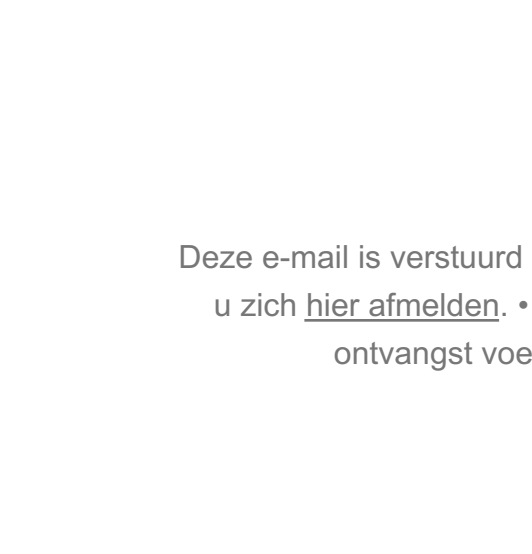 Deze e-mail is verstuurd
u zich hier afmelden. •
ontvangst voe